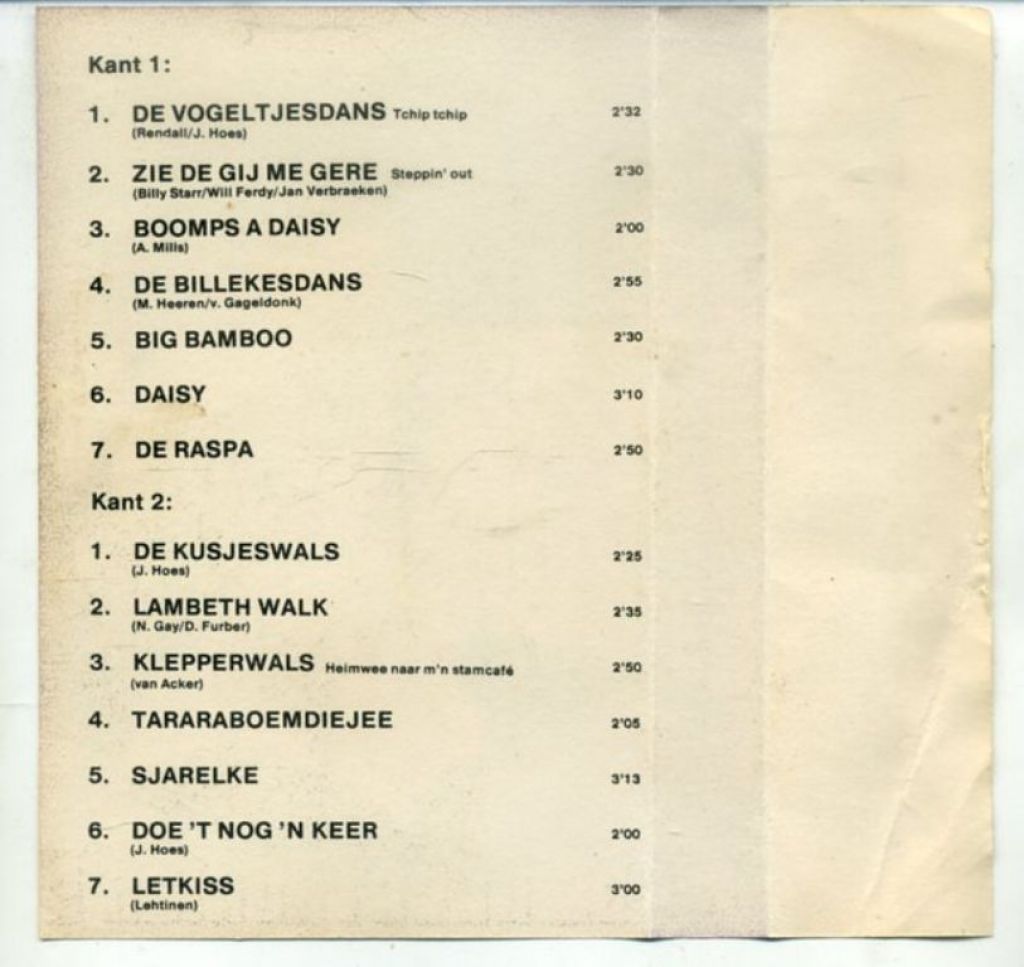 Kant 1:
1. DE VOGELTJESDANS Tchip tchip 2'32
(Rendall/J. Hoes)
2. ZIE DE GIJ ME GERE Steppin' out 2'30
(Billy Starr/Will Ferdy/Jan Verbraeken)
3. BOOMPS A DAISY 2'00
(A. Mills)
4. DE BILLEKESDANS 2'55
(M. Heeren/v. Gageldonk)
5. BIG BAMBOO 2'30
6. DAISY 3'10
7. DE RASPA 2'50
Kant 2:
1. DE KUSJESWALS 2'25
(J. Hoes)
2. LAMBETH WALK 2'35
(N. Gay/D. Furber)
3. KLEPPERWALS Heimwee naar m'n stamcafé 2'50
(van Acker)
4. TARARABOEMDIEJEE 2'05
5. SJARELKE 3'13
6. DOE 'T NOG 'N KEER 2'00
(J. Hoes)
7. LETKISS 3'00
(Lehtinen)